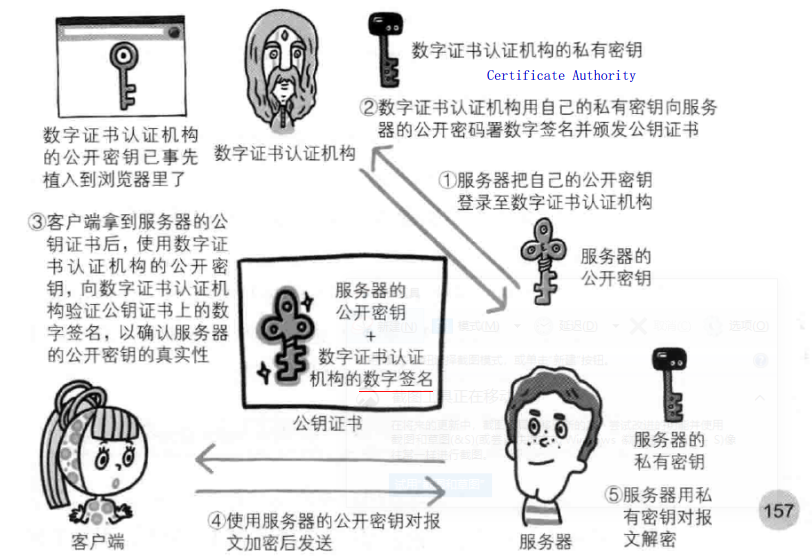 数字证书认证机构的私有密钥
Certificate Authority
②数字证书认证机构用自己的私有密钥向服务
器的公开密码署数字签名并颁发公钥证书
数字证书认证机构
的公开密钥已事先
植入到浏览器里了
数字证书认证机构
①服务器把自己的公开密钥
登录至数字证书认证机构
③客户端拿到服务器的公
钥证书后，使用数字证
书认证机构的公开密
钥，向数字证书认证机
构验证公钥证书上的数
字签名，以确认服务器
的公开密钥的真实性
服务器的
公开密钥
服务器的
公开密钥
+
数字证书认证
机构的数字签名
公钥证书
服务器的
私有密钥
④使用服务器的公开密钥对报
文加密后发送
⑤服务器用私
有密钥对报
文解密
客户端
服务器
157
模式(M)
延迟(D)
选项(O)